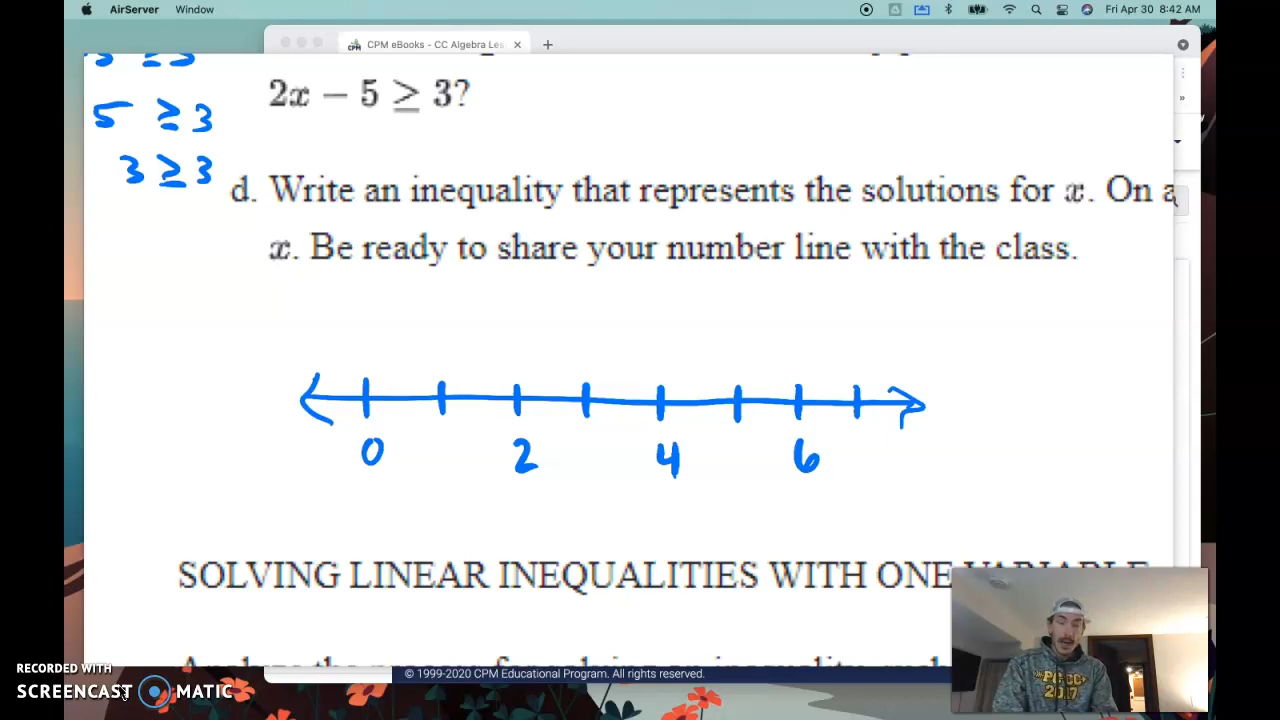 AirServer Window Fri Apr 30 8:42 AM
CPM eBooks - CC Algebra Les
2x − 5 ≥ 3?
5 ≥ 3
3 ≥ 3
d. Write an inequality that represents the solutions for x. On a
x. Be ready to share your number line with the class.
0 2 4 6
SOLVING LINEAR INEQUALITIES WITH ONE VARIABLE
© 1999-2020 CPM Educational Program. All rights reserved.
RECORDED WITH
SCREENCAST MATIC